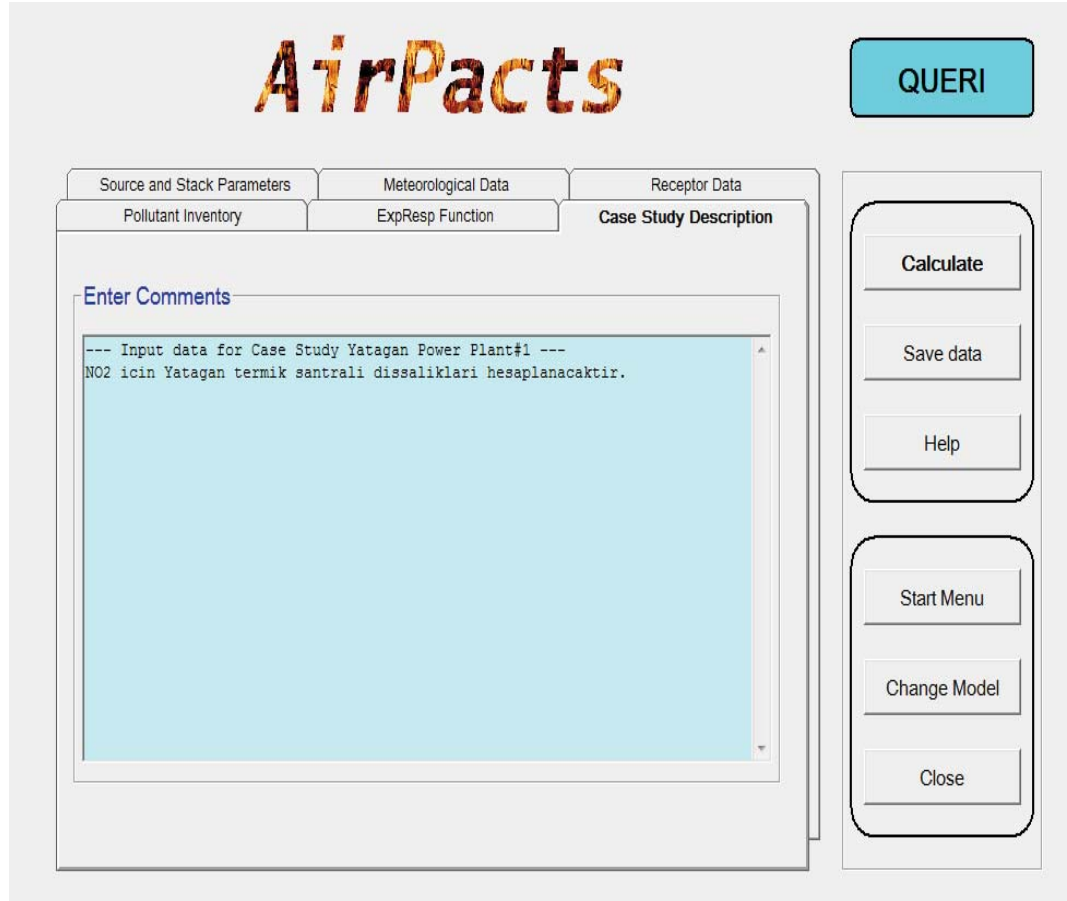 AirPacts
QUERI
Source and Stack Parameters
Meteorological Data
Receptor Data
Pollutant Inventory
ExpResp Function
Case Study Description
Enter Comments
--- Input data for Case Study Yatagan Power Plant#1 ---
NO2 icin Yatagan termik santrali dissaliklari hesaplanacaktir.
Calculate
Save data
Help
Start Menu
Change Model
Close